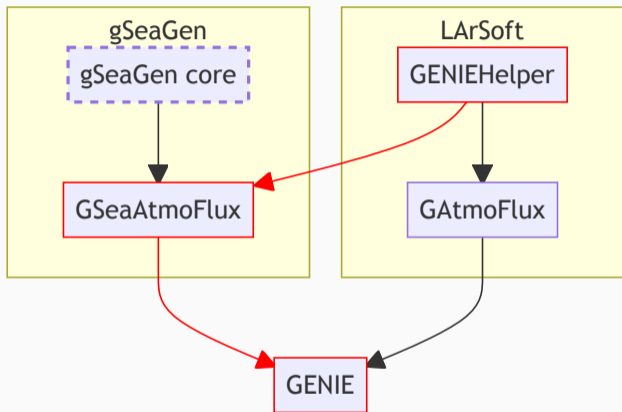 gSeaGen
LArSoft
gSeaGen core
GENIEHelper
GSeaAtmoFlux
GAtmoFlux
GENIE